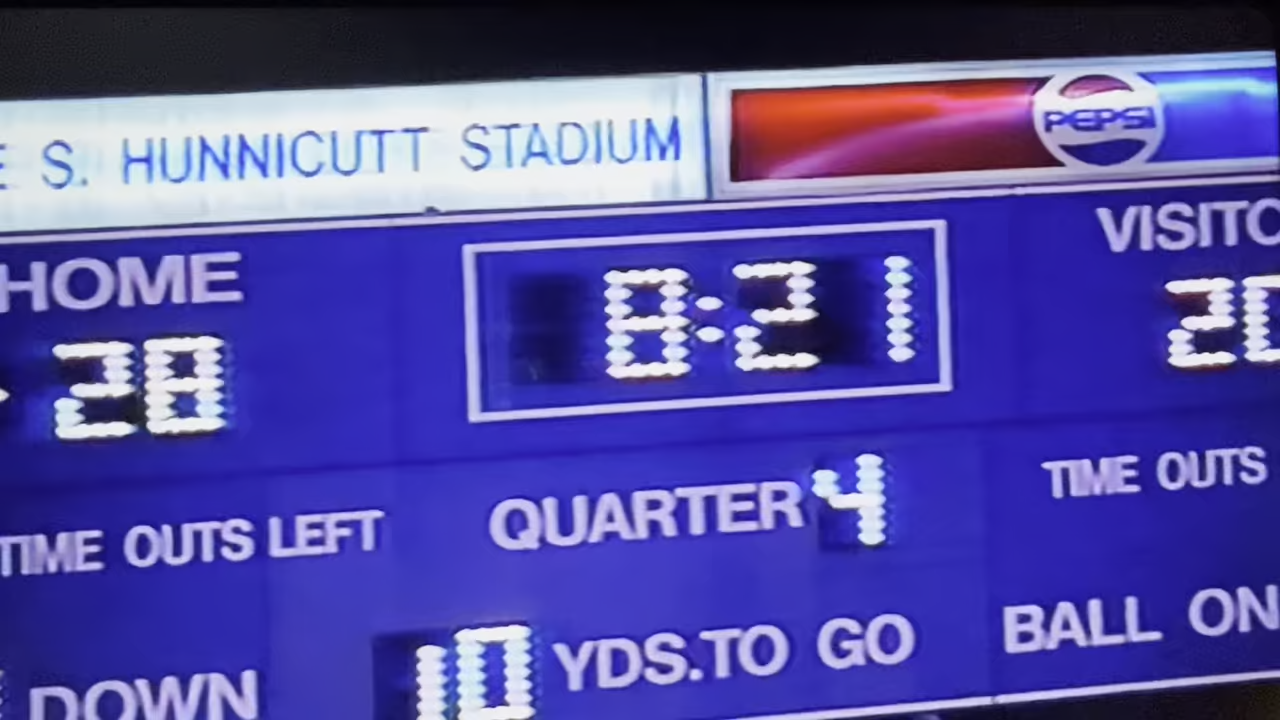 E S. HUNNICUTT STADIUM
PEPSI
HOME
28
8:21
VISITO
20
TIME OUTS LEFT
QUARTER 4
TIME OUTS
DOWN
10 YDS.TO GO
BALL ON